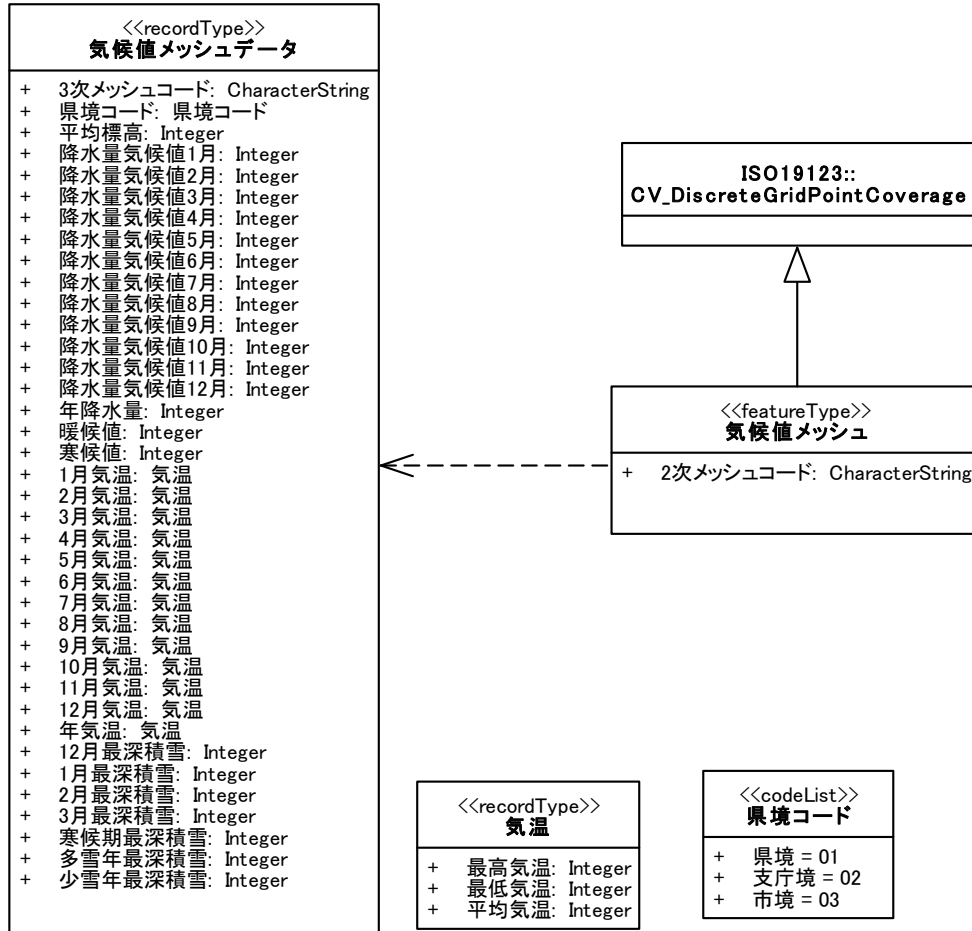 <<recordType>>
気候値メッシュデータ
+ 3次メッシュコード: CharacterString
+ 県境コード: 県境コード
+ 平均標高: Integer
+ 降水量気候値1月: Integer
+ 降水量気候値2月: Integer
+ 降水量気候値3月: Integer
+ 降水量気候値4月: Integer
+ 降水量気候値5月: Integer
+ 降水量気候値6月: Integer
+ 降水量気候値7月: Integer
+ 降水量気候値8月: Integer
+ 降水量気候値9月: Integer
+ 降水量気候値10月: Integer
+ 降水量気候値11月: Integer
+ 降水量気候値12月: Integer
+ 年降水量: Integer
+ 暖候値: Integer
+ 寒候値: Integer
+ 1月気温: 気温
+ 2月気温: 気温
+ 3月気温: 気温
+ 4月気温: 気温
+ 5月気温: 気温
+ 6月気温: 気温
+ 7月気温: 気温
+ 8月気温: 気温
+ 9月気温: 気温
+ 10月気温: 気温
+ 11月気温: 気温
+ 12月気温: 気温
+ 年気温: 気温
+ 12月最深積雪: Integer
+ 1月最深積雪: Integer
+ 2月最深積雪: Integer
+ 3月最深積雪: Integer
+ 寒候期最深積雪: Integer
+ 多雪年最深積雪: Integer
+ 少雪年最深積雪: Integer
ISO19123::
CV_DiscreteGridPointCoverage
<<featureType>>
気候値メッシュ
+ 2次メッシュコード: CharacterString
<<recordType>>
気温
+ 最高気温: Integer
+ 最低気温: Integer
+ 平均気温: Integer
<<codeList>>
県境コード
+ 県境 = 01
+ 支庁境 = 02
+ 市境 = 03